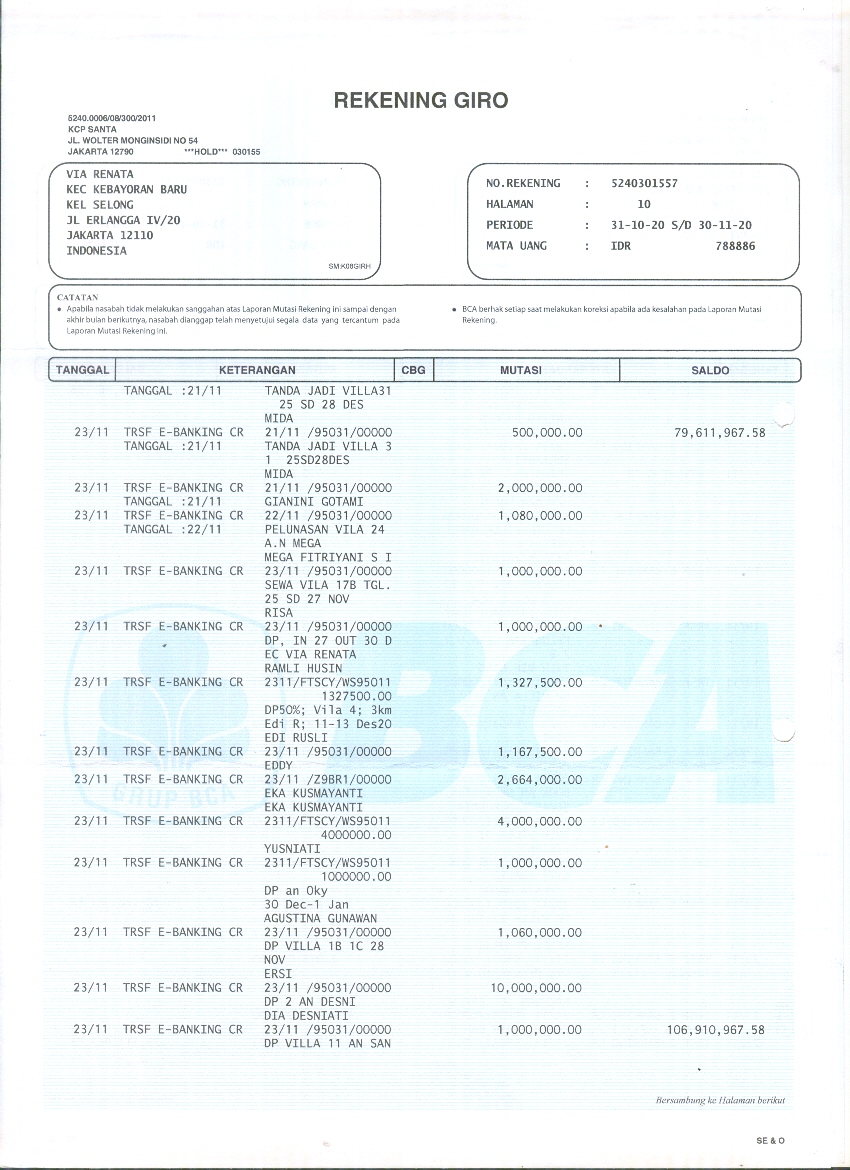 REKENING GIRO
5240.0006/08/300/2011
KCP SANTA
JL. WOLTER MONGINSIDI NO 54
JAKARTA 12790 ***HOLD*** 030155
VIA RENATA
KEC KEBAYORAN BARU
KEL SELONG
JL ERLANGGA IV/20
JAKARTA 12110
INDONESIA
SM:K08GIRH
NO.REKENING : 5240301557
HALAMAN : 10
PERIODE : 31-10-20 S/D 30-11-20
MATA UANG : IDR 788886
CATATAN
• Apabila nasabah tidak melakukan sanggahan atas Laporan Mutasi Rekening ini sampai dengan
akhir bulan berikutnya, nasabah dianggap telah menyetujui segala data yang tercantum pada
Laporan Mutasi Rekening ini.
• BCA berhak setiap saat melakukan koreksi apabila ada kesalahan pada Laporan Mutasi
Rekening.
TANGGAL KETERANGAN CBG MUTASI SALDO
TANGGAL :21/11 TANDA JADI VILLA31
25 SD 28 DES
MIDA
23/11 TRSF E-BANKING CR 21/11 /95031/00000 500,000.00 79,611,967.58
TANGGAL :21/11 TANDA JADI VILLA 3
1 25SD28DES
MIDA
23/11 TRSF E-BANKING CR 21/11 /95031/00000 2,000,000.00
TANGGAL :21/11 GIANINI GOTAMI
23/11 TRSF E-BANKING CR 22/11 /95031/00000 1,080,000.00
TANGGAL :22/11 PELUNASAN VILA 24
A.N MEGA
MEGA FITRIYANI S I
23/11 TRSF E-BANKING CR 23/11 /95031/00000 1,000,000.00
SEWA VILA 17B TGL.
25 SD 27 NOV
RISA
23/11 TRSF E-BANKING CR 23/11 /95031/00000 1,000,000.00
DP, IN 27 OUT 30 D
EC VIA RENATA
RAMLI HUSIN
23/11 TRSF E-BANKING CR 2311/FTSCY/WS95011 1,327,500.00
1327500.00
DP50%; Vila 4; 3km
Edi R; 11-13 Des20
EDI RUSLI
23/11 TRSF E-BANKING CR 23/11 /95031/00000 1,167,500.00
EDDY
23/11 TRSF E-BANKING CR 23/11 /Z9BR1/00000 2,664,000.00
EKA KUSMAYANTI
EKA KUSMAYANTI
23/11 TRSF E-BANKING CR 2311/FTSCY/WS95011 4,000,000.00
4000000.00
YUSNIATI
23/11 TRSF E-BANKING CR 2311/FTSCY/WS95011 1,000,000.00
1000000.00
DP an Oky
30 Dec-1 Jan
AGUSTINA GUNAWAN
23/11 TRSF E-BANKING CR 23/11 /95031/00000 1,060,000.00
DP VILLA 1B 1C 28
NOV
ERSI
23/11 TRSF E-BANKING CR 23/11 /95031/00000 10,000,000.00
DP 2 AN DESNI
DIA DESNIATI
23/11 TRSF E-BANKING CR 23/11 /95031/00000 1,000,000.00 106,910,967.58
DP VILLA 11 AN SAN
BCA
GRUP BCA
Bersambung ke Halaman berikut
SE & O